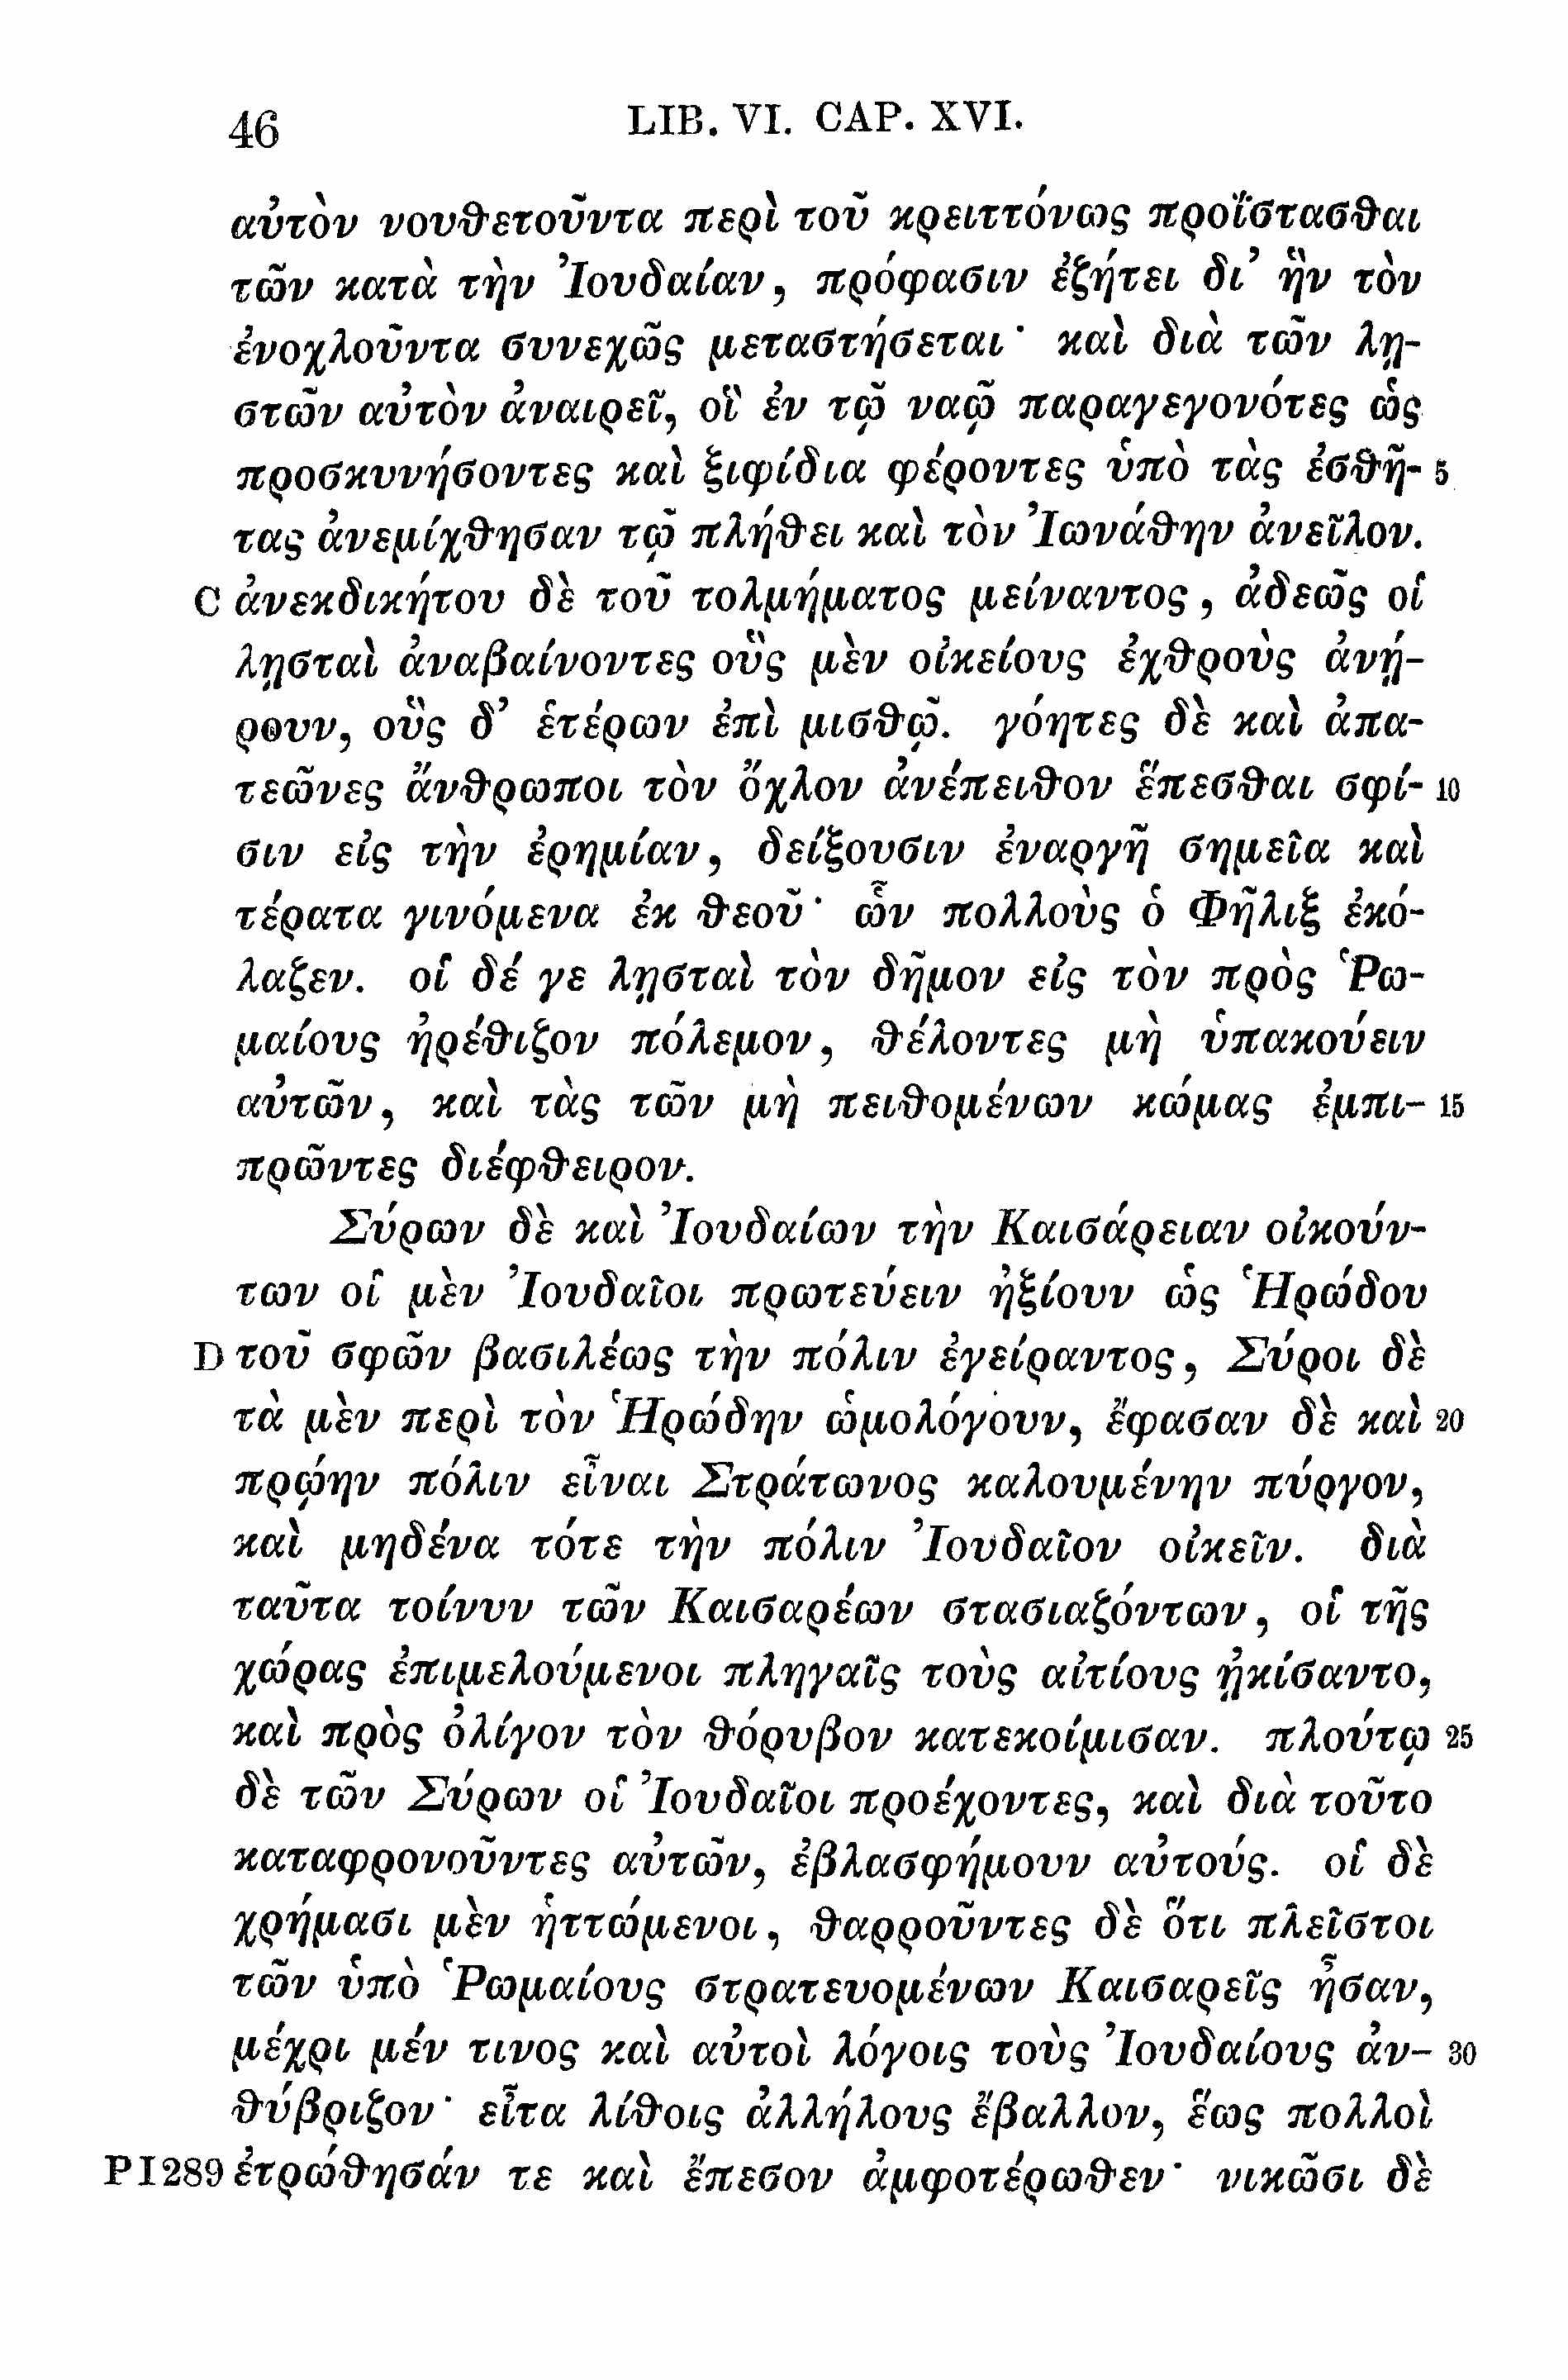 46 LIB. VI. CAP. XVI.
αὐτὸν νουθετοῦντα περὶ τοῦ κρειττόνως προΐστασθαι
τῶν κατὰ τὴν Ἰουδαίαν, πρόφασιν ἐζήτει δι' ἣν τὸν
ἐνοχλοῦντα συνεχῶς μεταστήσεται· καὶ διὰ τῶν λῃ-
στῶν αὐτὸν ἀναιρεῖ, οἳ ἐν τῷ ναῷ παραγεγονότες ὡς
προσκυνήσοντες καὶ ξιφίδια φέροντες ὑπὸ τὰς ἐσθῆ- 5
τας ἀνεμίχθησαν τῷ πλήθει καὶ τὸν Ἰωνάθην ἀνεῖλον.
C ἀνεκδικήτου δὲ τοῦ τολμήματος μείναντος, ἀδεῶς οἱ
λῃσταὶ ἀναβαίνοντες οὓς μὲν οἰκείους ἐχθροὺς ἀνῄ-
ρουν, οὓς δ' ἑτέρων ἐπὶ μισθῷ. γόητες δὲ καὶ ἀπα-
τεῶνες ἄνθρωποι τὸν ὄχλον ἀνέπειθον ἕπεσθαι σφί- 10
σιν εἰς τὴν ἐρημίαν, δείξουσιν ἐναργῆ σημεῖα καὶ
τέρατα γινόμενα ἐκ θεοῦ· ὧν πολλοὺς ὁ Φῆλιξ ἐκό-
λαζεν. οἱ δέ γε λῃσταὶ τὸν δῆμον εἰς τὸν πρὸς Ῥω-
μαίους ἠρέθιζον πόλεμον, θέλοντες μὴ ὑπακούειν
αὐτῶν, καὶ τὰς τῶν μὴ πειθομένων κώμας ἐμπι- 15
πρῶντες διέφθειρον.
Σύρων δὲ καὶ Ἰουδαίων τὴν Καισάρειαν οἰκούν-
των οἱ μὲν Ἰουδαῖοι πρωτεύειν ἠξίουν ὡς Ἡρώδου
D τοῦ σφῶν βασιλέως τὴν πόλιν ἐγείραντος, Σύροι δὲ
τὰ μὲν περὶ τὸν Ἡρώδην ὡμολόγουν, ἔφασαν δὲ καὶ 20
πρῴην πόλιν εἶναι Στράτωνος καλουμένην πύργον,
καὶ μηδένα τότε τὴν πόλιν Ἰουδαῖον οἰκεῖν. διὰ
ταῦτα τοίνυν τῶν Καισαρέων στασιαζόντων, οἱ τῆς
χώρας ἐπιμελούμενοι πληγαῖς τοὺς αἰτίους ᾐκίσαντο,
καὶ πρὸς ὀλίγον τὸν θόρυβον κατεκοίμισαν. πλούτῳ 25
δὲ τῶν Σύρων οἱ Ἰουδαῖοι προέχοντες, καὶ διὰ τοῦτο
καταφρονοῦντες αὐτῶν, ἐβλασφήμουν αὐτούς. οἱ δὲ
χρήμασι μὲν ἡττώμενοι, θαρροῦντες δὲ ὅτι πλεῖστοι
τῶν ὑπὸ Ῥωμαίους στρατευομένων Καισαρεῖς ἦσαν,
μέχρι μέν τινος καὶ αὐτοὶ λόγοις τοὺς Ἰουδαίους ἀν- 30
θύβριζον· εἶτα λίθοις ἀλλήλους ἔβαλλον, ἕως πολλοὶ
P I 289 ἐτρώθησάν τε καὶ ἔπεσον ἀμφοτέρωθεν· νικῶσι δὲ